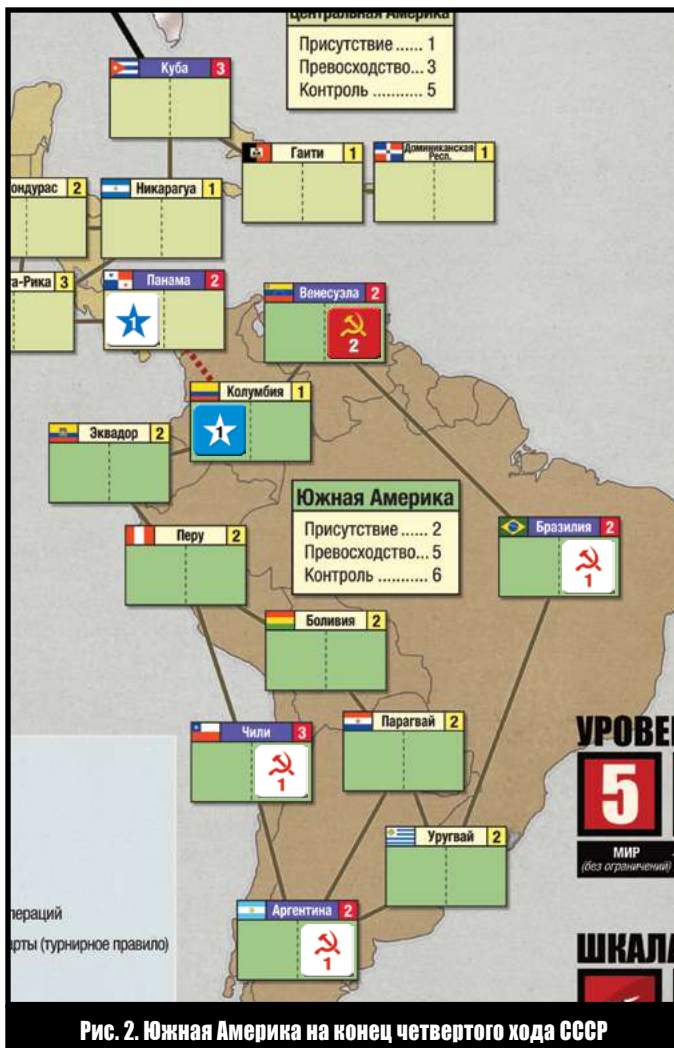 Центральная Америка
Присутствие ...... 1
Превосходство... 3
Контроль ........... 5
Куба 3
Гаити 1
Доминиканская Респ. 1
ондурас 2
Никарагуа 1
а-Рика 3
Панама 2
1
Венесуэла 2
2
Колумбия 1
1
Эквадор 2
Южная Америка
Присутствие ...... 2
Превосходство... 5
Контроль ........... 6
Бразилия 2
1
Перу 2
Боливия 2
Чили 3
1
Парагвай 2
УРОВЕ
5
МИР
(без ограничений)
Уругвай 2
Аргентина 2
1
пераций
рты (турнирное правило)
ШКАЛ
Рис. 2. Южная Америка на конец четвертого хода СССР